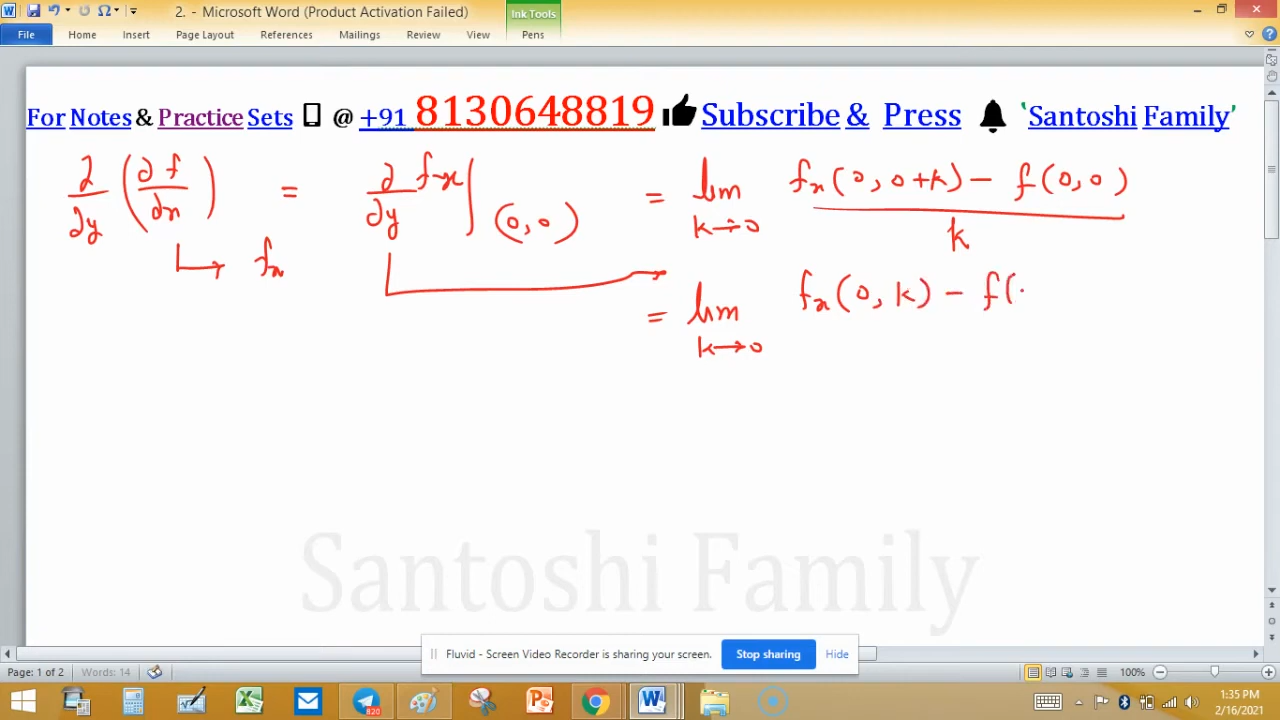 2. - Microsoft Word (Product Activation Failed)
Ink Tools
File Home Insert Page Layout References Mailings Review View Pens
For Notes & Practice Sets @ +91 8130648819 Subscribe & Press 'Santoshi Family'
∂/∂y (∂f/∂x) = ∂/∂y fx |(0,0) = lim k→0 fx(0, 0+k) - f(0,0) / k
↳ fx
= lim k→0 fx(0, k) - f(
Santoshi Family
Fluvid - Screen Video Recorder is sharing your screen. Stop sharing Hide
Page: 1 of 2 Words: 14 100%
820
1:35 PM
2/16/2021